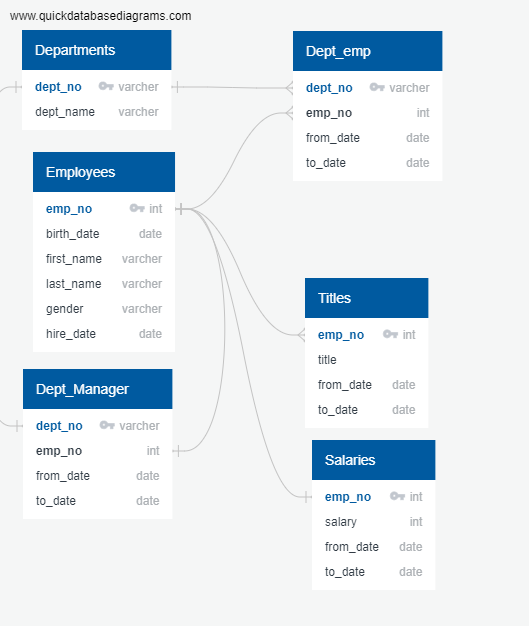 www.quickdatabasediagrams.com
Departments
dept_no varcher
dept_name varcher
Dept_emp
dept_no varcher
emp_no int
from_date date
to_date date
Employees
emp_no int
birth_date date
first_name varcher
last_name varcher
gender varcher
hire_date date
Titles
emp_no int
title
from_date date
to_date date
Dept_Manager
dept_no varcher
emp_no int
from_date date
to_date date
Salaries
emp_no int
salary int
from_date date
to_date date